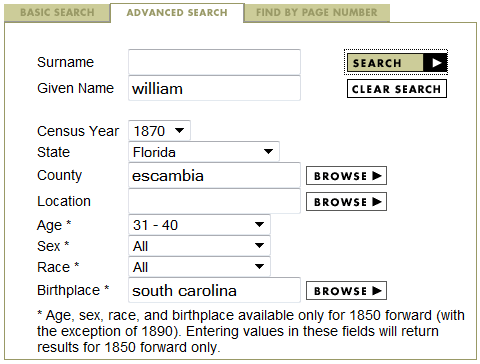 BASIC SEARCH ADVANCED SEARCH FIND BY PAGE NUMBER
Surname SEARCH
Given Name william CLEAR SEARCH
Census Year 1870
State Florida
County escambia BROWSE
Location BROWSE
Age * 31 - 40
Sex * All
Race * All
Birthplace * south carolina BROWSE
* Age, sex, race, and birthplace available only for 1850 forward (with
the exception of 1890). Entering values in these fields will return
results for 1850 forward only.